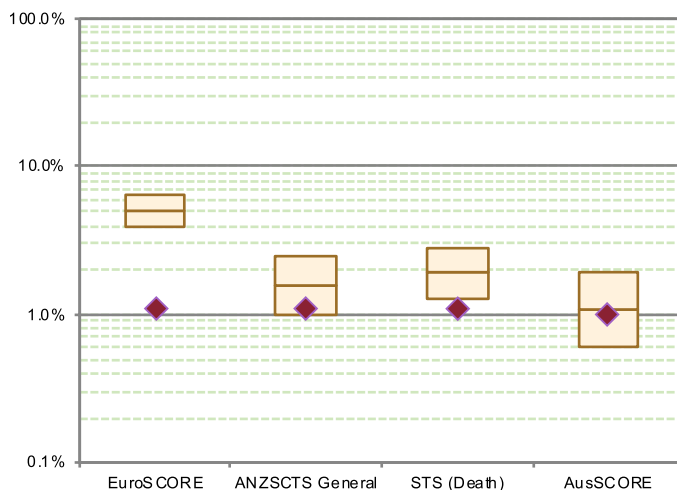 100.0%
10.0%
1.0%
0.1%
EuroSCORE ANZSCTS General STS (Death) AusSCORE